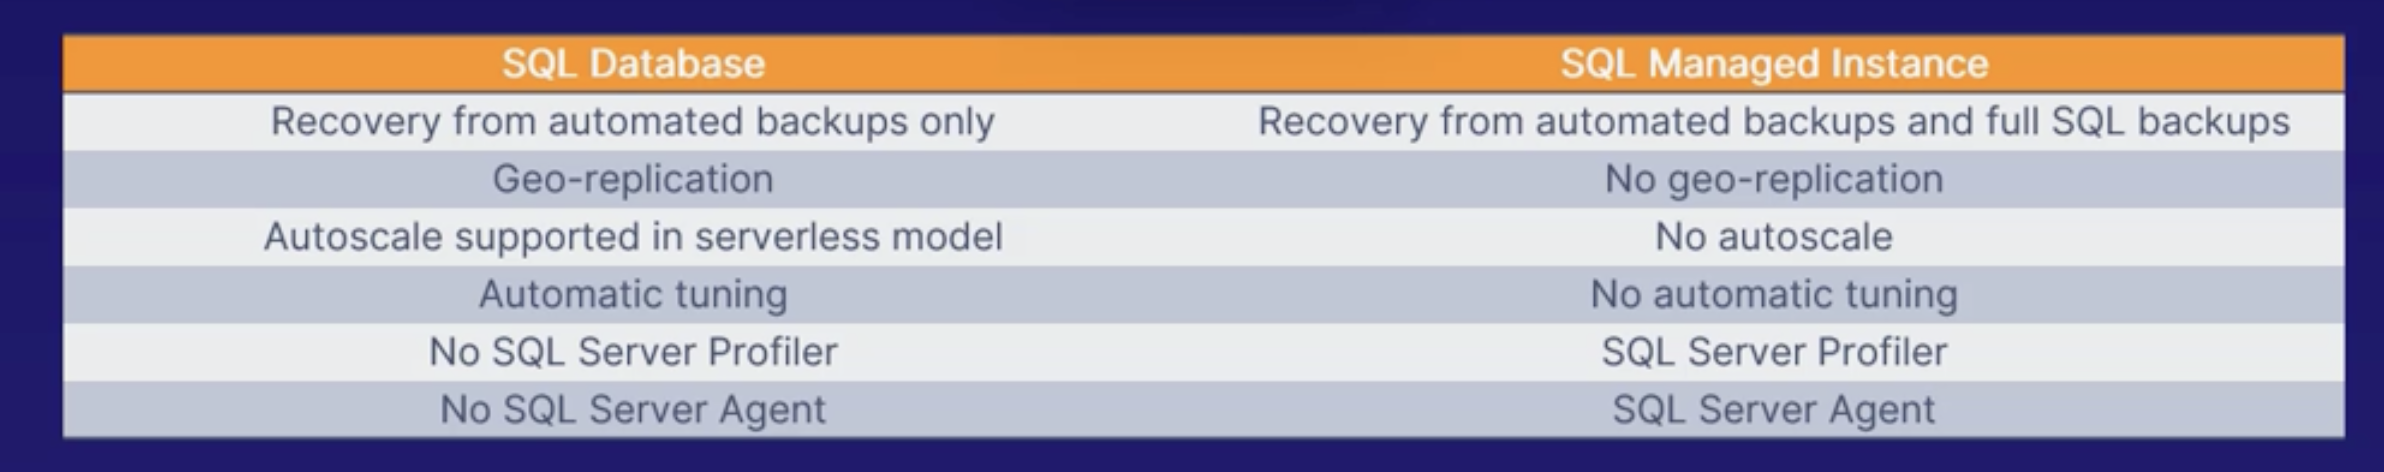 SQL Database SQL Managed Instance
Recovery from automated backups only Recovery from automated backups and full SQL backups
Geo-replication No geo-replication
Autoscale supported in serverless model No autoscale
Automatic tuning No automatic tuning
No SQL Server Profiler SQL Server Profiler
No SQL Server Agent SQL Server Agent